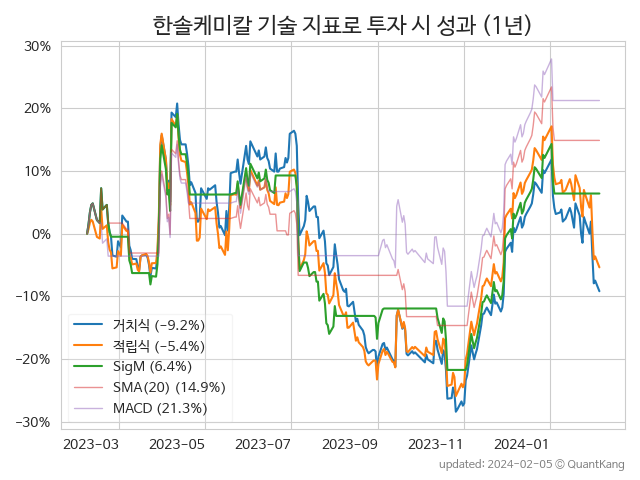 한솔케미칼 기술 지표로 투자 시 성과 (1년)
30%
20%
10%
0%
−10%
−20%
−30%
거치식 (−9.2%)
적립식 (−5.4%)
SigM (6.4%)
SMA(20) (14.9%)
MACD (21.3%)
2023-03 2023-05 2023-07 2023-09 2023-11 2024-01
updated: 2024-02-05 © QuantKang